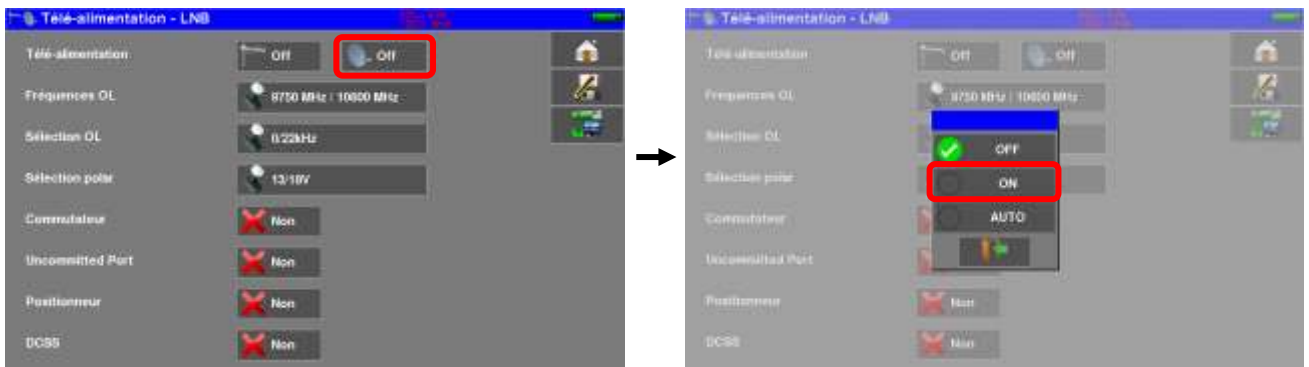 Télé-alimentation - LNB
Télé-alimentation Off Off
Fréquences OL 9750 MHz | 10600 MHz
Sélection OL 0/22kHz
Sélection polar 13/18V
Commutateur Non
Uncommitted Port Non
Positionneur Non
DCSS Non
Télé-alimentation - LNB
Télé-alimentation Off Off
Fréquences OL 9750 MHz | 10600 MHz
Sélection OL
OFF
Sélection polar
ON
Commutateur
AUTO
Uncommitted Port
Positionneur Non
DCSS Non